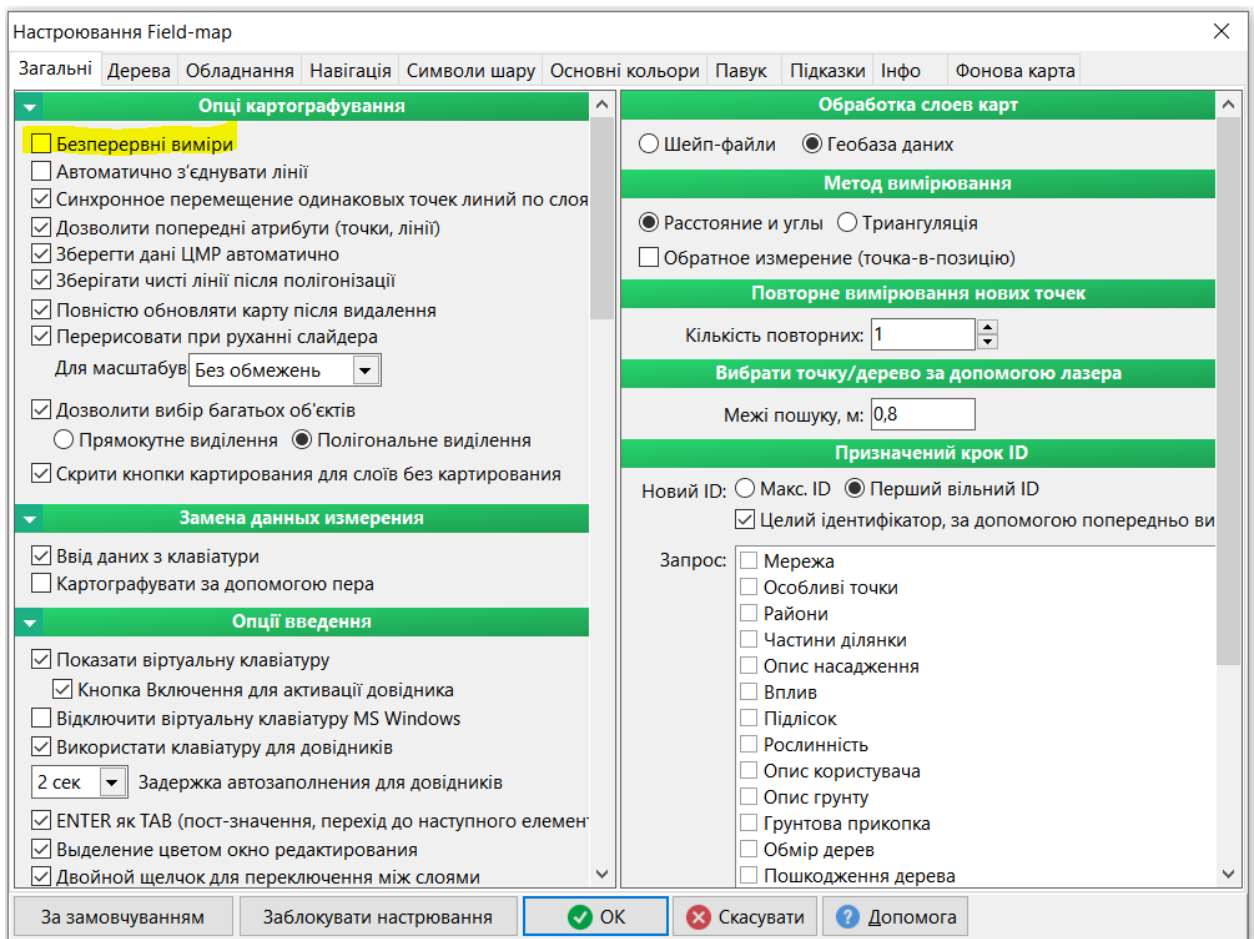 Настроювання Field-map
Загальні Дерева Обладнання Навігація Символи шару Основні кольори Павук Підказки Інфо Фонова карта
Опці картографування
Безперервні виміри
Автоматично з’єднувати лінії
Синхронное перемещение одинаковых точек линий по слоя
Дозволити попередні атрибути (точки, лінії)
Зберегти дані ЦМР автоматично
Зберігати чисті лінії після полігонізації
Повністю обновляти карту після видалення
Перерисовати при руханні слайдера
Для масштабув Без обмежень
Дозволити вибір багатьох об'єктів
Прямокутне виділення Полігональне виділення
Скрити кнопки картирования для слоїв без картирования
Замена данных измерения
Ввід даних з клавіатури
Картографувати за допомогою пера
Опції введення
Показати віртуальну клавіатуру
Кнопка Включення для активації довідника
Відключити віртуальну клавіатуру MS Windows
Використати клавіатуру для довідників
2 сек Задержка автозаполнення для довідників
ENTER як TAB (пост-значення, перехід до наступного елемен
Выделение цветом окно редактирования
Двойной щелчок для переключення між слоями
Обработка слоев карт
Шейп-файли Геобаза даних
Метод вимірювання
Расстояние и углы Триангуляція
Обратное измерение (точка-в-позицію)
Повторне вимірювання нових точек
Кількість повторних: 1
Вибрати точку/дерево за допомогою лазера
Межі пошуку, м: 0,8
Призначений крок ID
Новий ID: Макс. ID Перший вільний ID
Целий ідентифікатор, за допомогою попередньо ви
Запрос: Мережа
Особливі точки
Райони
Частини ділянки
Опис насадження
Вплив
Підлісок
Рослинність
Опис користувача
Опис грунту
Грунтова прикопка
Обмір дерев
Пошкодження дерева
За замовчуванням Заблокувати настрювання OK Скасувати Допомога